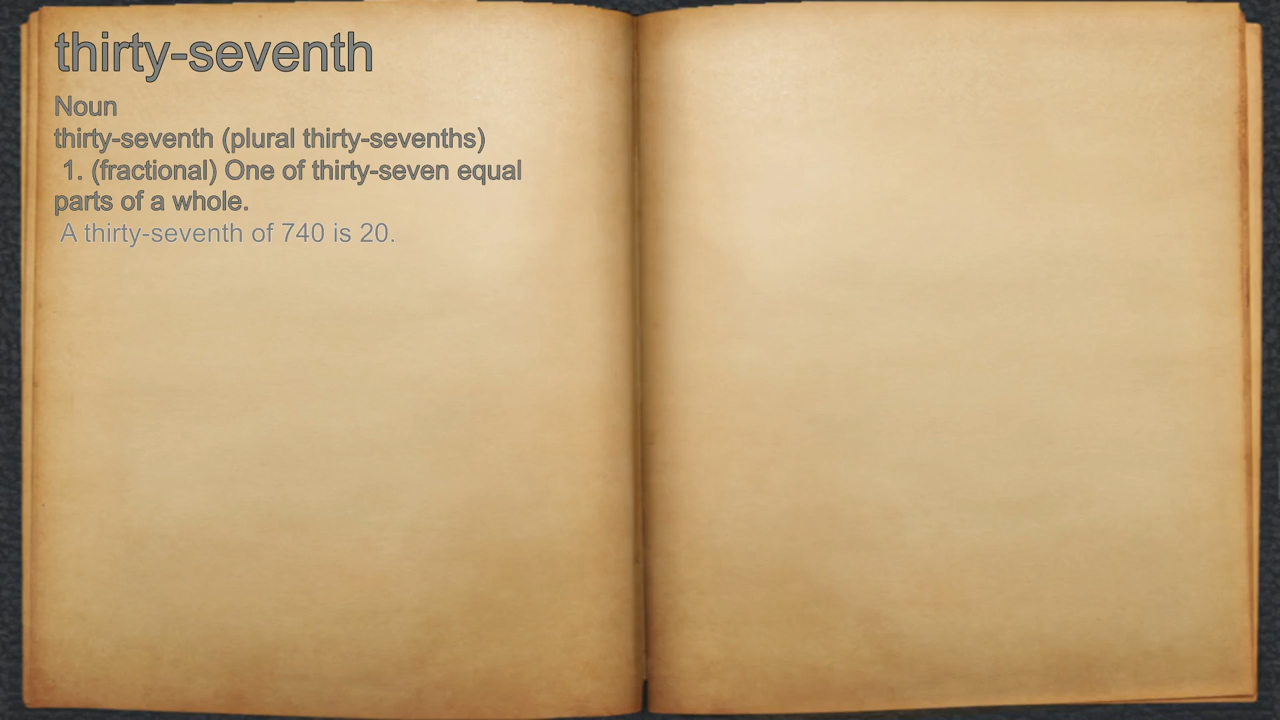 thirty-seventh
Noun
thirty-seventh (plural thirty-sevenths)
1. (fractional) One of thirty-seven equal
parts of a whole.
A thirty-seventh of 740 is 20.